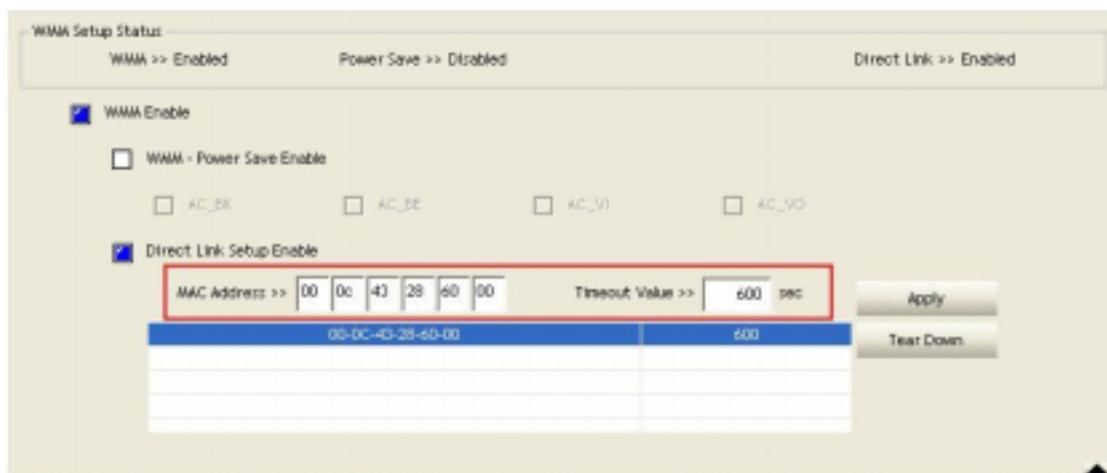 WMM Setup Status
WMM >> Enabled Power Save >> Disabled Direct Link >> Enabled
WMM Enable
WMM - Power Save Enable
AC_BK AC_BE AC_VI AC_VO
Direct Link Setup Enable
MAC Address >> 00 0c 43 28 60 00 Timeout Value >> 600 sec
Apply
00-0C-43-28-60-00 600
Tear Down